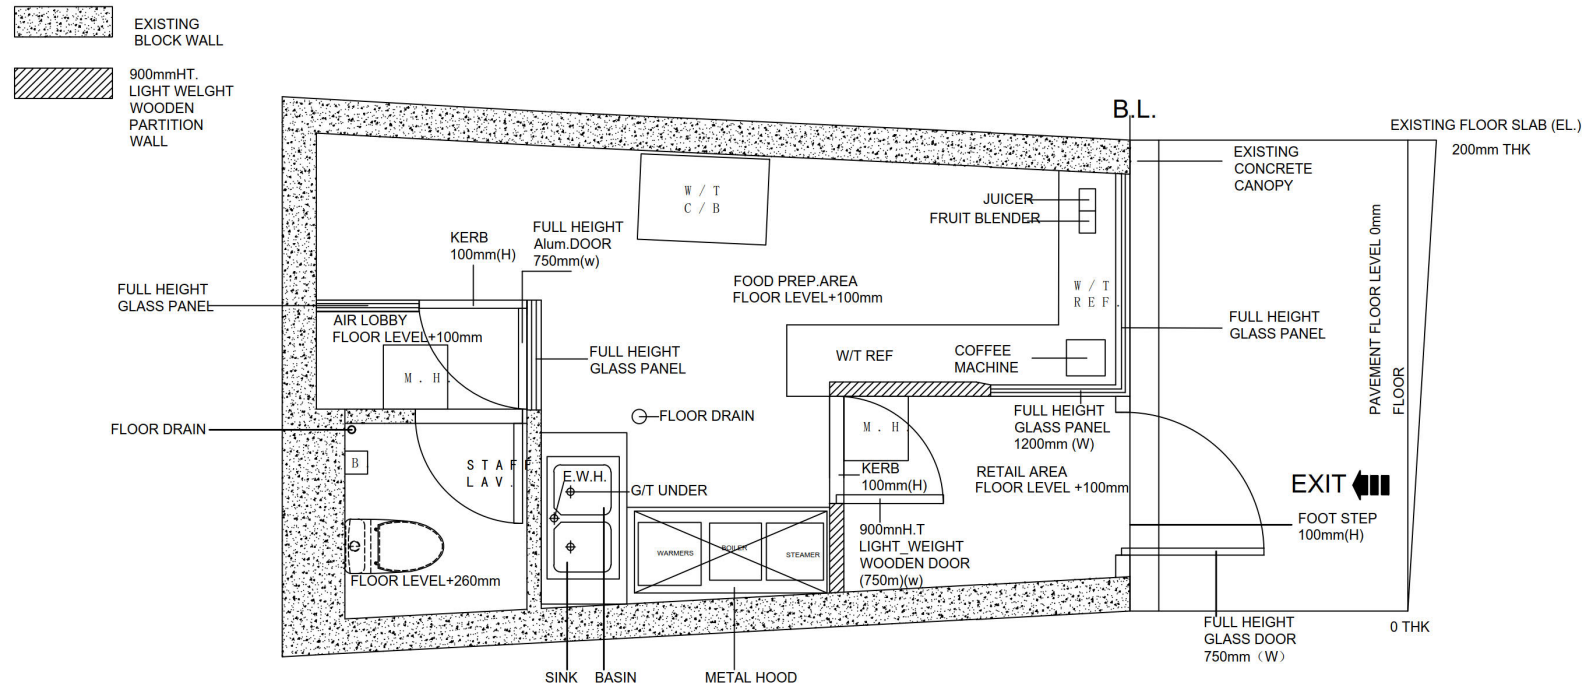 EXISTING
BLOCK WALL
900mmHT.
LIGHT WELGHT
WOODEN
PARTITION
WALL
B.L.
EXISTING FLOOR SLAB (EL.)
200mm THK
EXISTING
CONCRETE
CANOPY
W / T
C / B
JUICER
FRUIT BLENDER
KERB
100mm(H)
FULL HEIGHT
Alum.DOOR
750mm(w)
FOOD PREP.AREA
FLOOR LEVEL+100mm
W / T
REF.
FULL HEIGHT
GLASS PANEL
AIR LOBBY
FLOOR LEVEL+100mm
M . H.
FULL HEIGHT
GLASS PANEL
W/T REF
COFFEE
MACHINE
FULL HEIGHT
GLASS PANEL
PAVEMENT FLOOR LEVEL 0mm
FLOOR
FLOOR DRAIN
FLOOR DRAIN
M . H.
FULL HEIGHT
GLASS PANEL
1200mm (W)
B
STAFF
LAV.
E.W.H.
G/T UNDER
KERB
100mm(H)
RETAIL AREA
FLOOR LEVEL +100mm
EXIT
FOOT STEP
100mm(H)
900mnH.T
LIGHT_WEIGHT
WOODEN DOOR
(750m)(w)
WARMERS
BOILER
STEAMER
FLOOR LEVEL+260mm
FULL HEIGHT
GLASS DOOR
750mm（W）
0 THK
SINK
BASIN
METAL HOOD